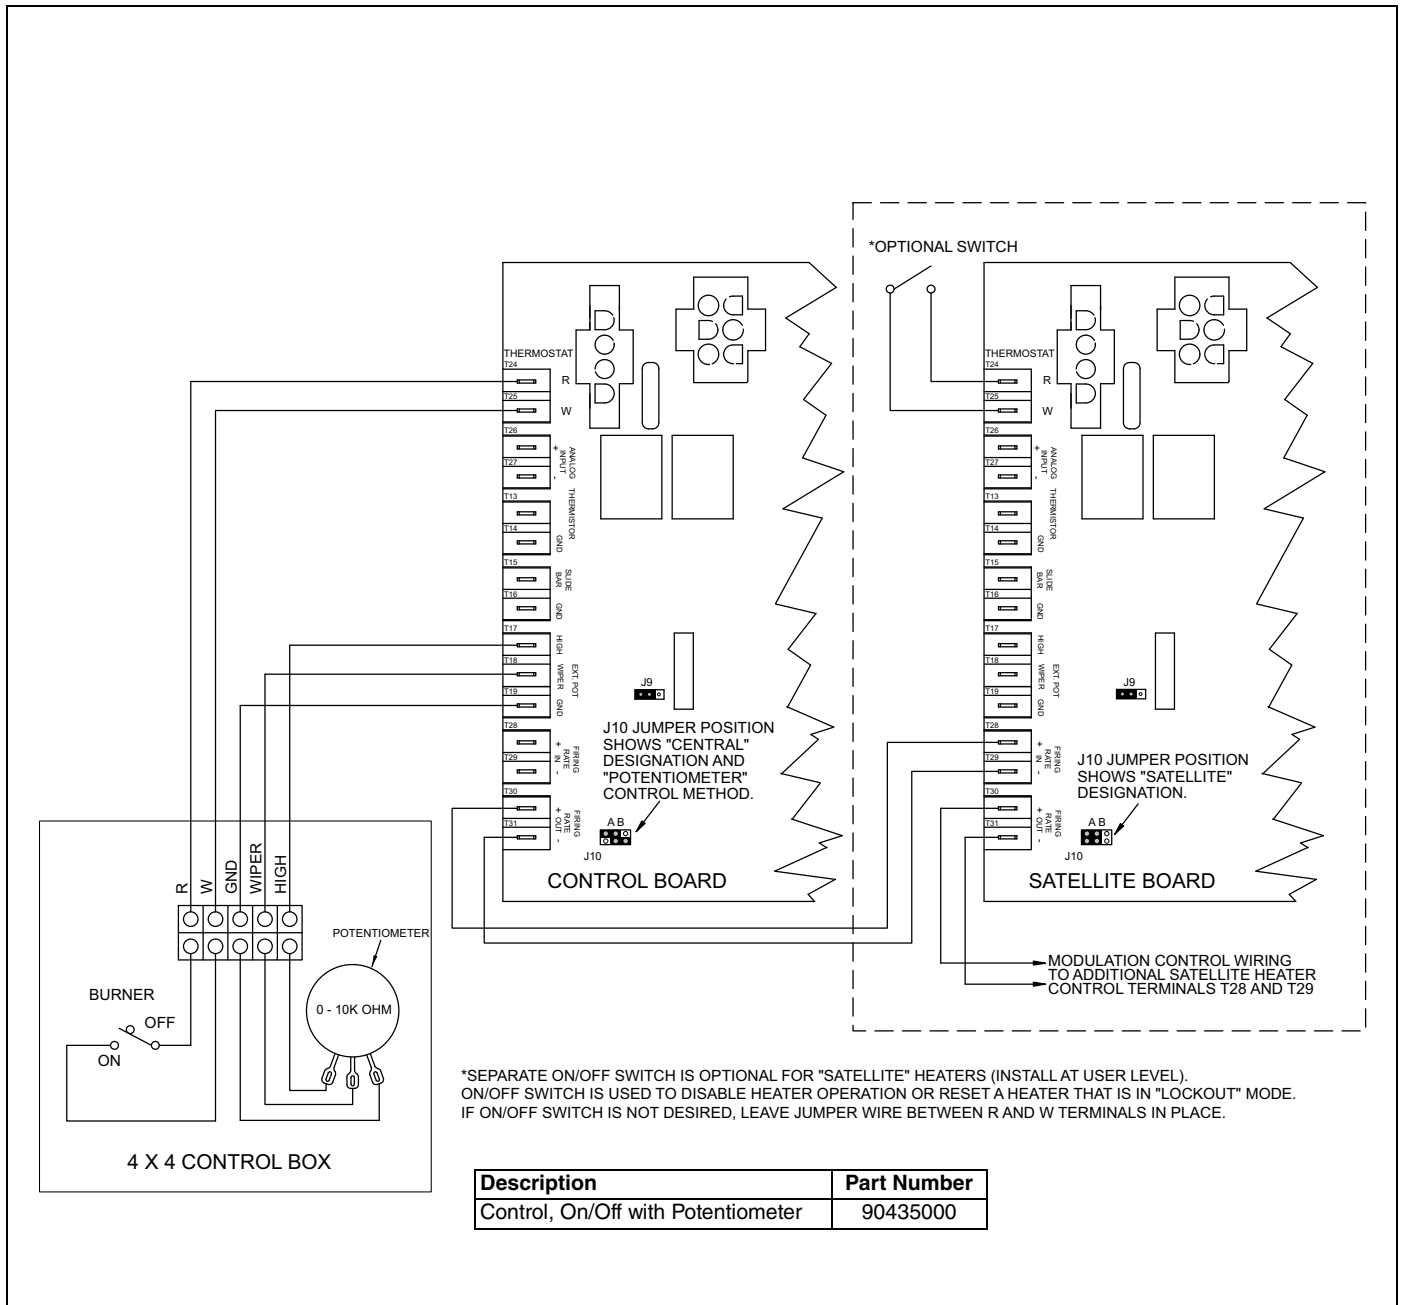 *OPTIONAL SWITCH
THERMOSTAT
T24
R
T25
W
T26
+
ANALOG
INPUT
T27
-
T13
THERMISTOR
T14
GND
T15
SLIDE
BAR
T16
GND
T17
HIGH
T18
WIPER
EXT. POT
T19
GND
T28
+
FIRING
RATE
IN
T29
-
T30
+
FIRING
RATE
OUT
T31
-
J9
J10 JUMPER POSITION
SHOWS "CENTRAL"
DESIGNATION AND
"POTENTIOMETER"
CONTROL METHOD.
A B
J10
CONTROL BOARD
THERMOSTAT
T24
R
T25
W
T26
+
ANALOG
INPUT
T27
-
T13
THERMISTOR
T14
GND
T15
SLIDE
BAR
T16
GND
T17
HIGH
T18
WIPER
EXT. POT
T19
GND
T28
+
FIRING
RATE
IN
T29
-
T30
+
FIRING
RATE
OUT
T31
-
J9
J10 JUMPER POSITION
SHOWS "SATELLITE"
DESIGNATION.
A B
J10
SATELLITE BOARD
MODULATION CONTROL WIRING
TO ADDITIONAL SATELLITE HEATER
CONTROL TERMINALS T28 AND T29
R
W
GND
WIPER
HIGH
POTENTIOMETER
0 - 10K OHM
BURNER
OFF
ON
4 X 4 CONTROL BOX
*SEPARATE ON/OFF SWITCH IS OPTIONAL FOR "SATELLITE" HEATERS (INSTALL AT USER LEVEL).
ON/OFF SWITCH IS USED TO DISABLE HEATER OPERATION OR RESET A HEATER THAT IS IN "LOCKOUT" MODE.
IF ON/OFF SWITCH IS NOT DESIRED, LEAVE JUMPER WIRE BETWEEN R AND W TERMINALS IN PLACE.
Description Part Number
Control, On/Off with Potentiometer 90435000